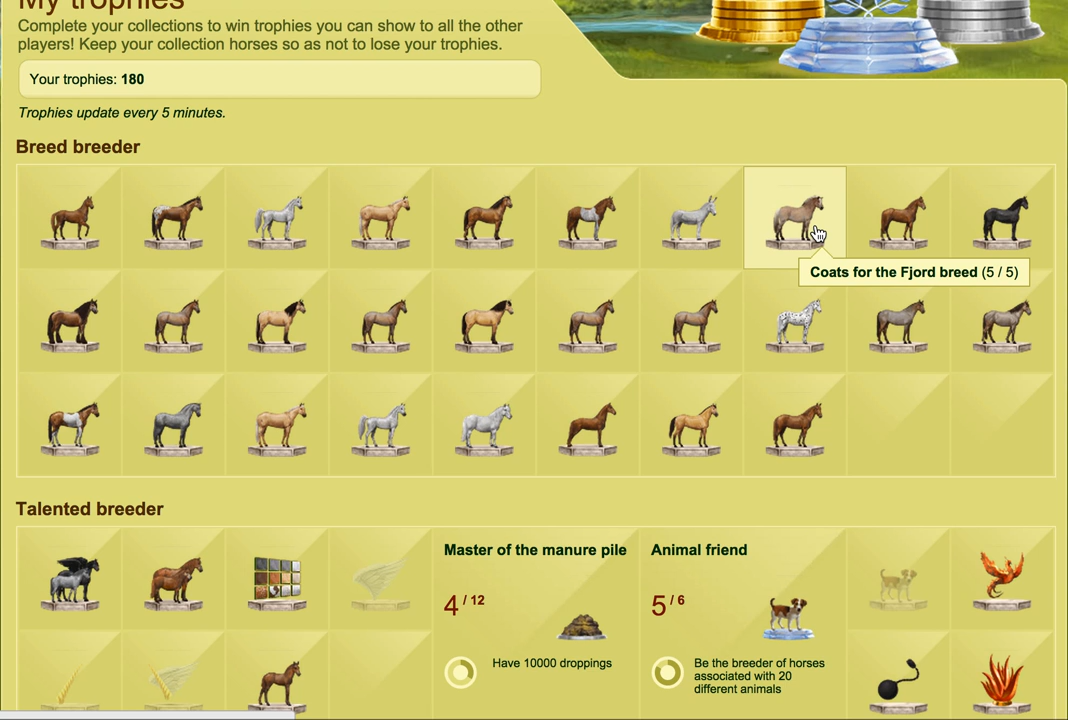 My trophies
Complete your collections to win trophies you can show to all the other
players! Keep your collection horses so as not to lose your trophies.
Your trophies: 180
Trophies update every 5 minutes.
Breed breeder
Coats for the Fjord breed (5 / 5)
Talented breeder
Master of the manure pile
4 / 12
Have 10000 droppings
Animal friend
5 / 6
Be the breeder of horses
associated with 20
different animals